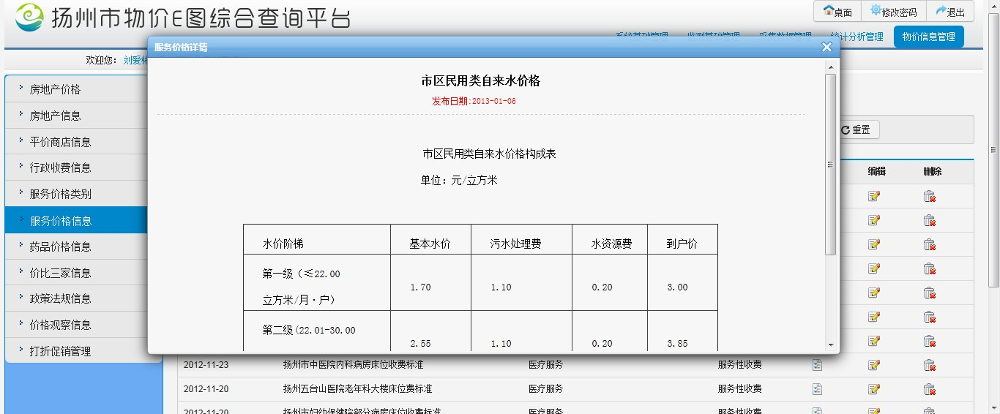 扬州市物价E图综合查询平台
桌面
修改密码
退出
系统基础管理
监测基础管理
采集数据管理
统计分析管理
物价信息管理
欢迎您：
刘爱彬
房地产价格
房地产信息
平价商店信息
行政收费信息
服务价格类别
服务价格信息
药品价格信息
价比三家信息
政策法规信息
价格观察信息
打折促销管理
服务价格详情
市区民用类自来水价格
发布日期:2013-01-06
市区民用类自来水价格构成表
单位：元/立方米
水价阶梯 基本水价 污水处理费 水资源费 到户价
第一级（≤22.00
立方米/月·户）
1.70 1.10 0.20 3.00
第二级(22.01-30.00
2.55 1.10 0.20 3.85
重置
编辑 删除
2012-11-23 扬州市中医院内科病房床位收费标准 医疗服务 服务性收费
2012-11-20 扬州五台山医院老年科大楼床位费标准 医疗服务 服务性收费
2012-11-20 扬州市妇幼保健院部分病房床位收费标准 医疗服务 服务性收费